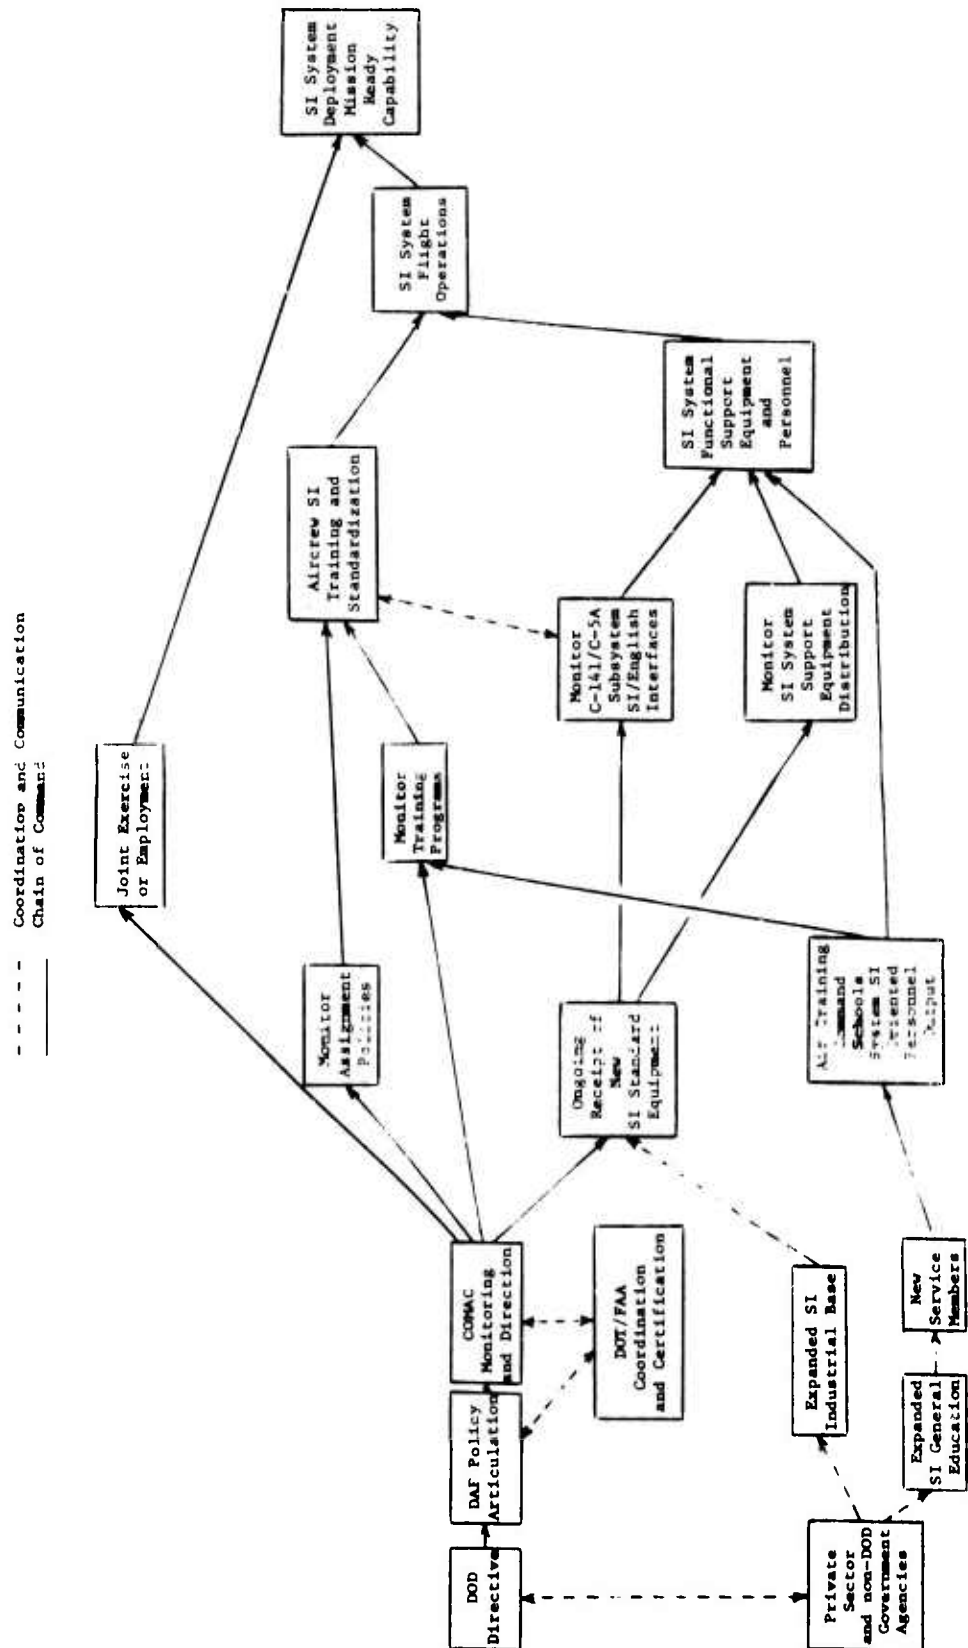 Coordination and Communication
Chain of Command
SI System
Deployment
Mission
Ready
Capability
SI System
Flight
Operations
Joint Exercise
or Employment
Aircrew SI
Training and
Standardization
SI System
Functional
Support
Equipment
and
Personnel
Monitor
Assignment
Policies
Monitor
Training
Programs
Monitor
C-141/C-5A
Subsystem
SI/English
Interfaces
Monitor
SI System
Support
Equipment
Distribution
Ongoing
Receipt of
New
SI Standard
Equipment
Air Training
Command
Schools
System SI
Oriented
Personnel
Output
DOD
Directive
DAF Policy
Articulation
COMAC
Monitoring
and Direction
DOT/FAA
Coordination
and Certification
Expanded SI
Industrial Base
New
Service
Members
Expanded
SI General
Education
Private
Sector
and non-DOD
Government
Agencies